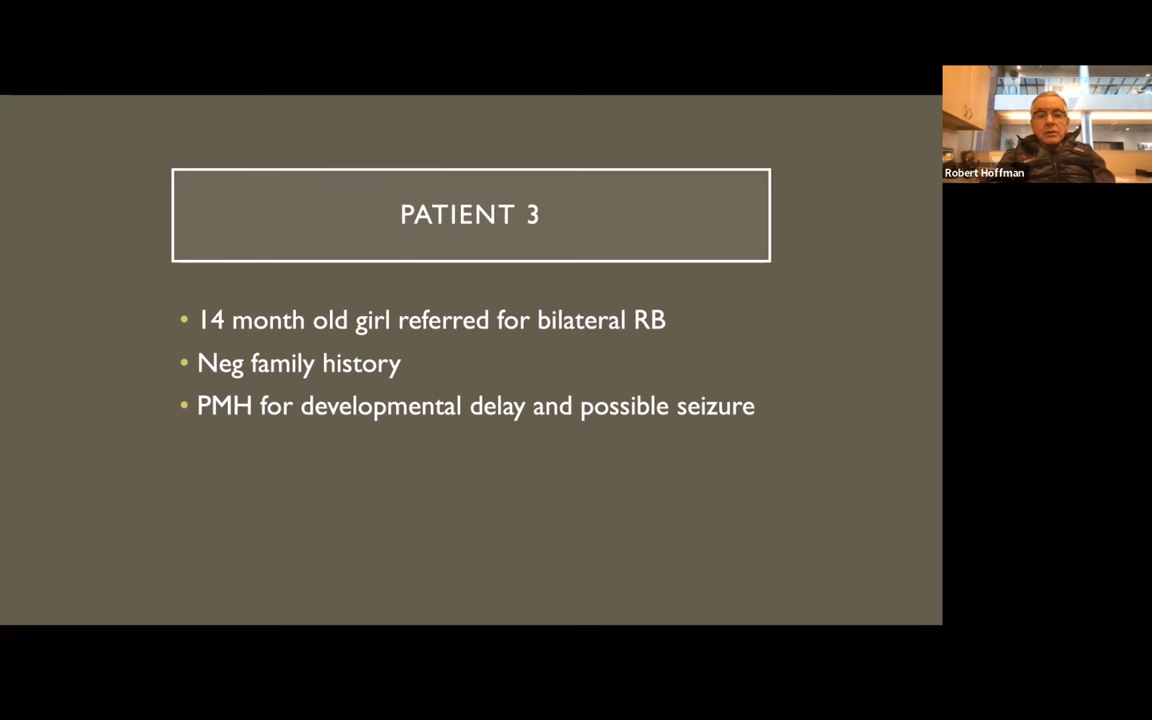 PATIENT 3
14 month old girl referred for bilateral RB
Neg family history
PMH for developmental delay and possible seizure
Robert Hoffman